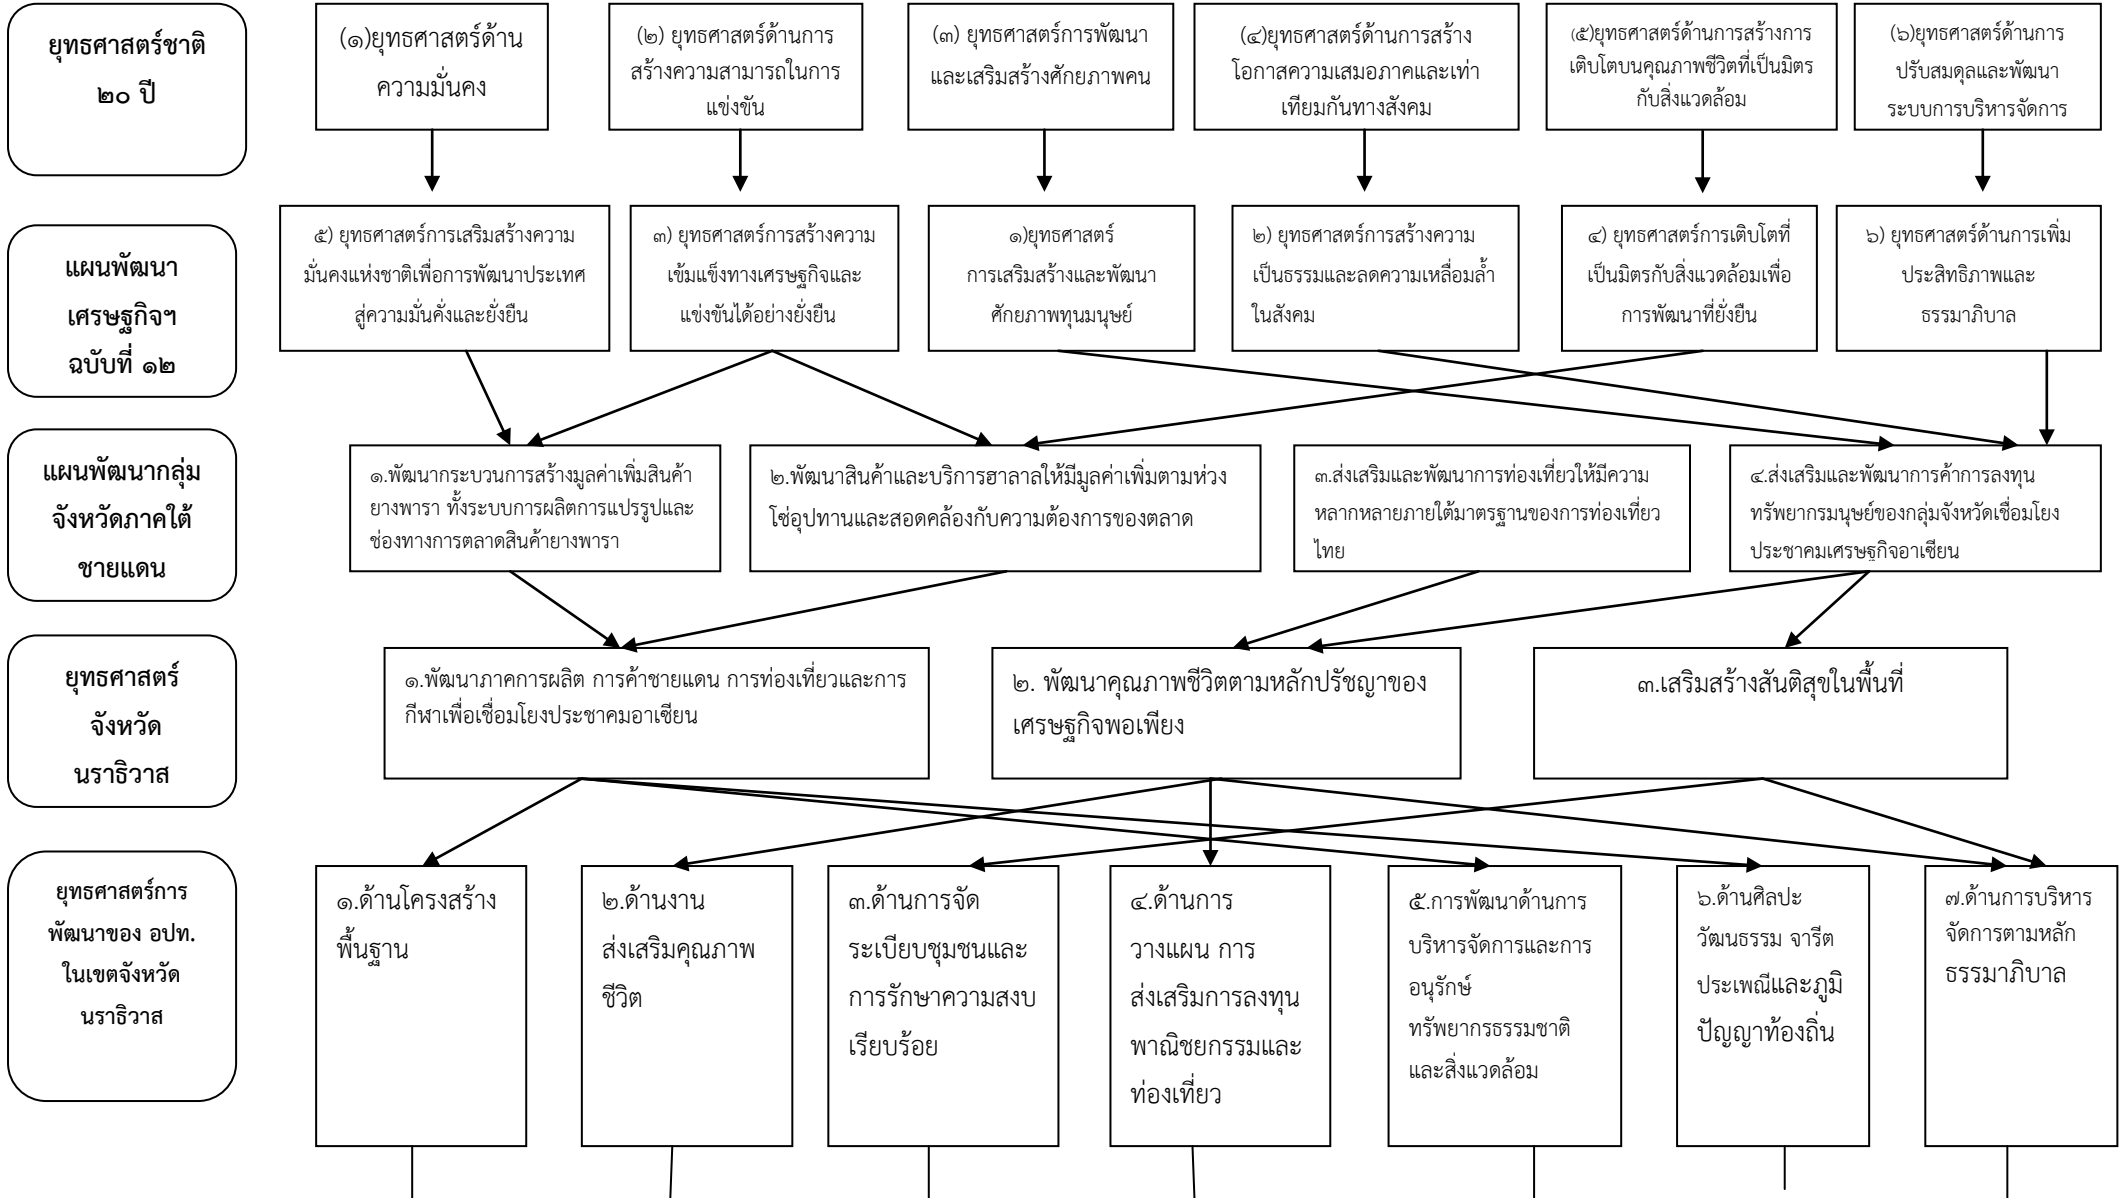 ยุทธศาสตร์ชาติ
๒๐ ปี
(๑)ยุทธศาสตร์ด้าน
ความมั่นคง
(๒) ยุทธศาสตร์ด้านการ
สร้างความสามารถในการ
แข่งขัน
(๓) ยุทธศาสตร์การพัฒนา
และเสริมสร้างศักยภาพคน
(๔)ยุทธศาสตร์ด้านการสร้าง
โอกาสความเสมอภาคและเท่า
เทียมกันทางสังคม
(๕)ยุทธศาสตร์ด้านการสร้างการ
เติบโตบนคุณภาพชีวิตที่เป็นมิตร
กับสิ่งแวดล้อม
(๖)ยุทธศาสตร์ด้านการ
ปรับสมดุลและพัฒนา
ระบบการบริหารจัดการ
แผนพัฒนา
เศรษฐกิจฯ
ฉบับที่ ๑๒
๕) ยุทธศาสตร์การเสริมสร้างความ
มั่นคงแห่งชาติเพื่อการพัฒนาประเทศ
สู่ความมั่นคั่งและยั่งยืน
๓) ยุทธศาสตร์การสร้างความ
เข้มแข็งทางเศรษฐกิจและ
แข่งขันได้อย่างยั่งยืน
๑)ยุทธศาสตร์
การเสริมสร้างและพัฒนา
ศักยภาพทุนมนุษย์
๒) ยุทธศาสตร์การสร้างความ
เป็นธรรมและลดความเหลื่อมล้ำ
ในสังคม
๔) ยุทธศาสตร์การเติบโตที่
เป็นมิตรกับสิ่งแวดล้อมเพื่อ
การพัฒนาที่ยั่งยืน
๖) ยุทธศาสตร์ด้านการเพิ่ม
ประสิทธิภาพและ
ธรรมาภิบาล
แผนพัฒนากลุ่ม
จังหวัดภาคใต้
ชายแดน
๑.พัฒนากระบวนการสร้างมูลค่าเพิ่มสินค้า
ยางพารา ทั้งระบบการผลิตการแปรรูปและ
ช่องทางการตลาดสินค้ายางพารา
๒.พัฒนาสินค้าและบริการฮาลาลให้มีมูลค่าเพิ่มตามห่วง
โซ่อุปทานและสอดคล้องกับความต้องการของตลาด
๓.ส่งเสริมและพัฒนาการท่องเที่ยวให้มีความ
หลากหลายภายใต้มาตรฐานของการท่องเที่ยว
ไทย
๔.ส่งเสริมและพัฒนาการค้าการลงทุน
ทรัพยากรมนุษย์ของกลุ่มจังหวัดเชื่อมโยง
ประชาคมเศรษฐกิจอาเซียน
ยุทธศาสตร์
จังหวัด
นราธิวาส
๑.พัฒนาภาคการผลิต การค้าชายแดน การท่องเที่ยวและการ
กีฬาเพื่อเชื่อมโยงประชาคมอาเซียน
๒. พัฒนาคุณภาพชีวิตตามหลักปรัชญาของ
เศรษฐกิจพอเพียง
๓.เสริมสร้างสันติสุขในพื้นที่
ยุทธศาสตร์การ
พัฒนาของ อปท.
ในเขตจังหวัด
นราธิวาส
๑.ด้านโครงสร้าง
พื้นฐาน
๒.ด้านงาน
ส่งเสริมคุณภาพ
ชีวิต
๓.ด้านการจัด
ระเบียบชุมชนและ
การรักษาความสงบ
เรียบร้อย
๔.ด้านการ
วางแผน การ
ส่งเสริมการลงทุน
พาณิชยกรรมและ
ท่องเที่ยว
๕.การพัฒนาด้านการ
บริหารจัดการและการ
อนุรักษ์
ทรัพยากรธรรมชาติ
และสิ่งแวดล้อม
๖.ด้านศิลปะ
วัฒนธรรม จารีต
ประเพณีและภูมิ
ปัญญาท้องถิ่น
๗.ด้านการบริหาร
จัดการตามหลัก
ธรรมาภิบาล